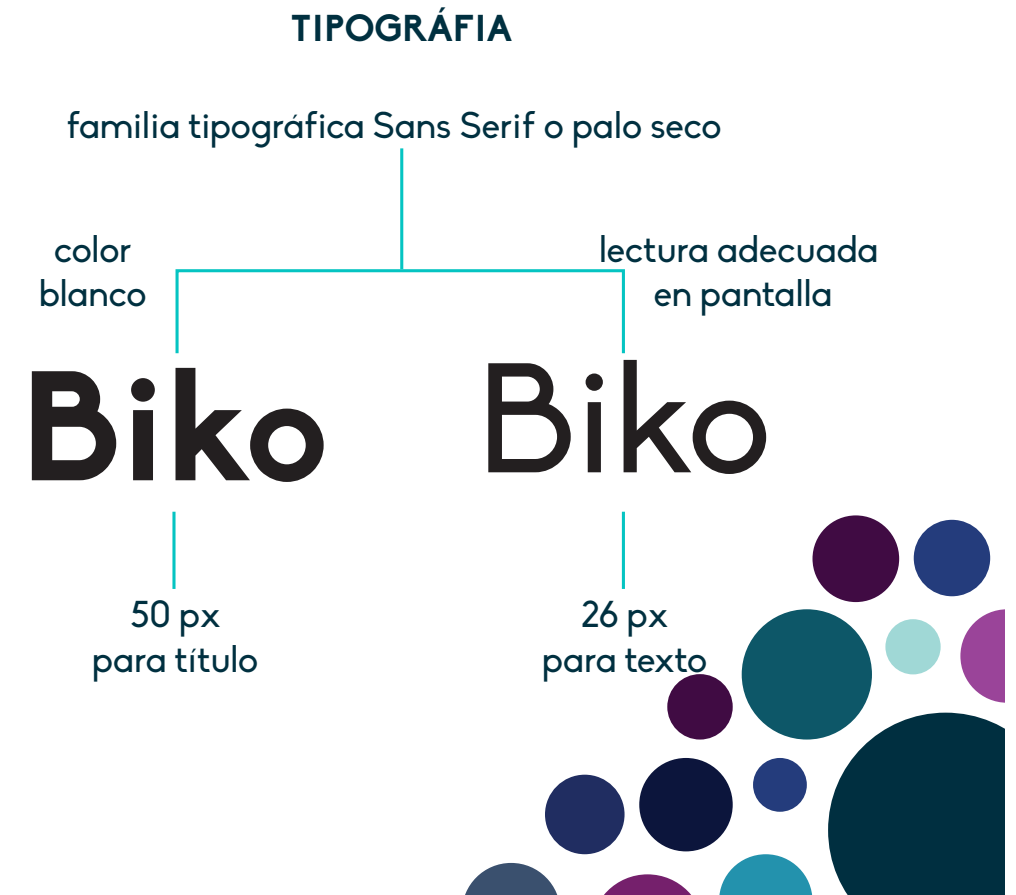 TIPOGRÁFIA
familia tipográfica Sans Serif o palo seco
color
blanco
lectura adecuada
en pantalla
Biko
Biko
50 px
para título
26 px
para texto